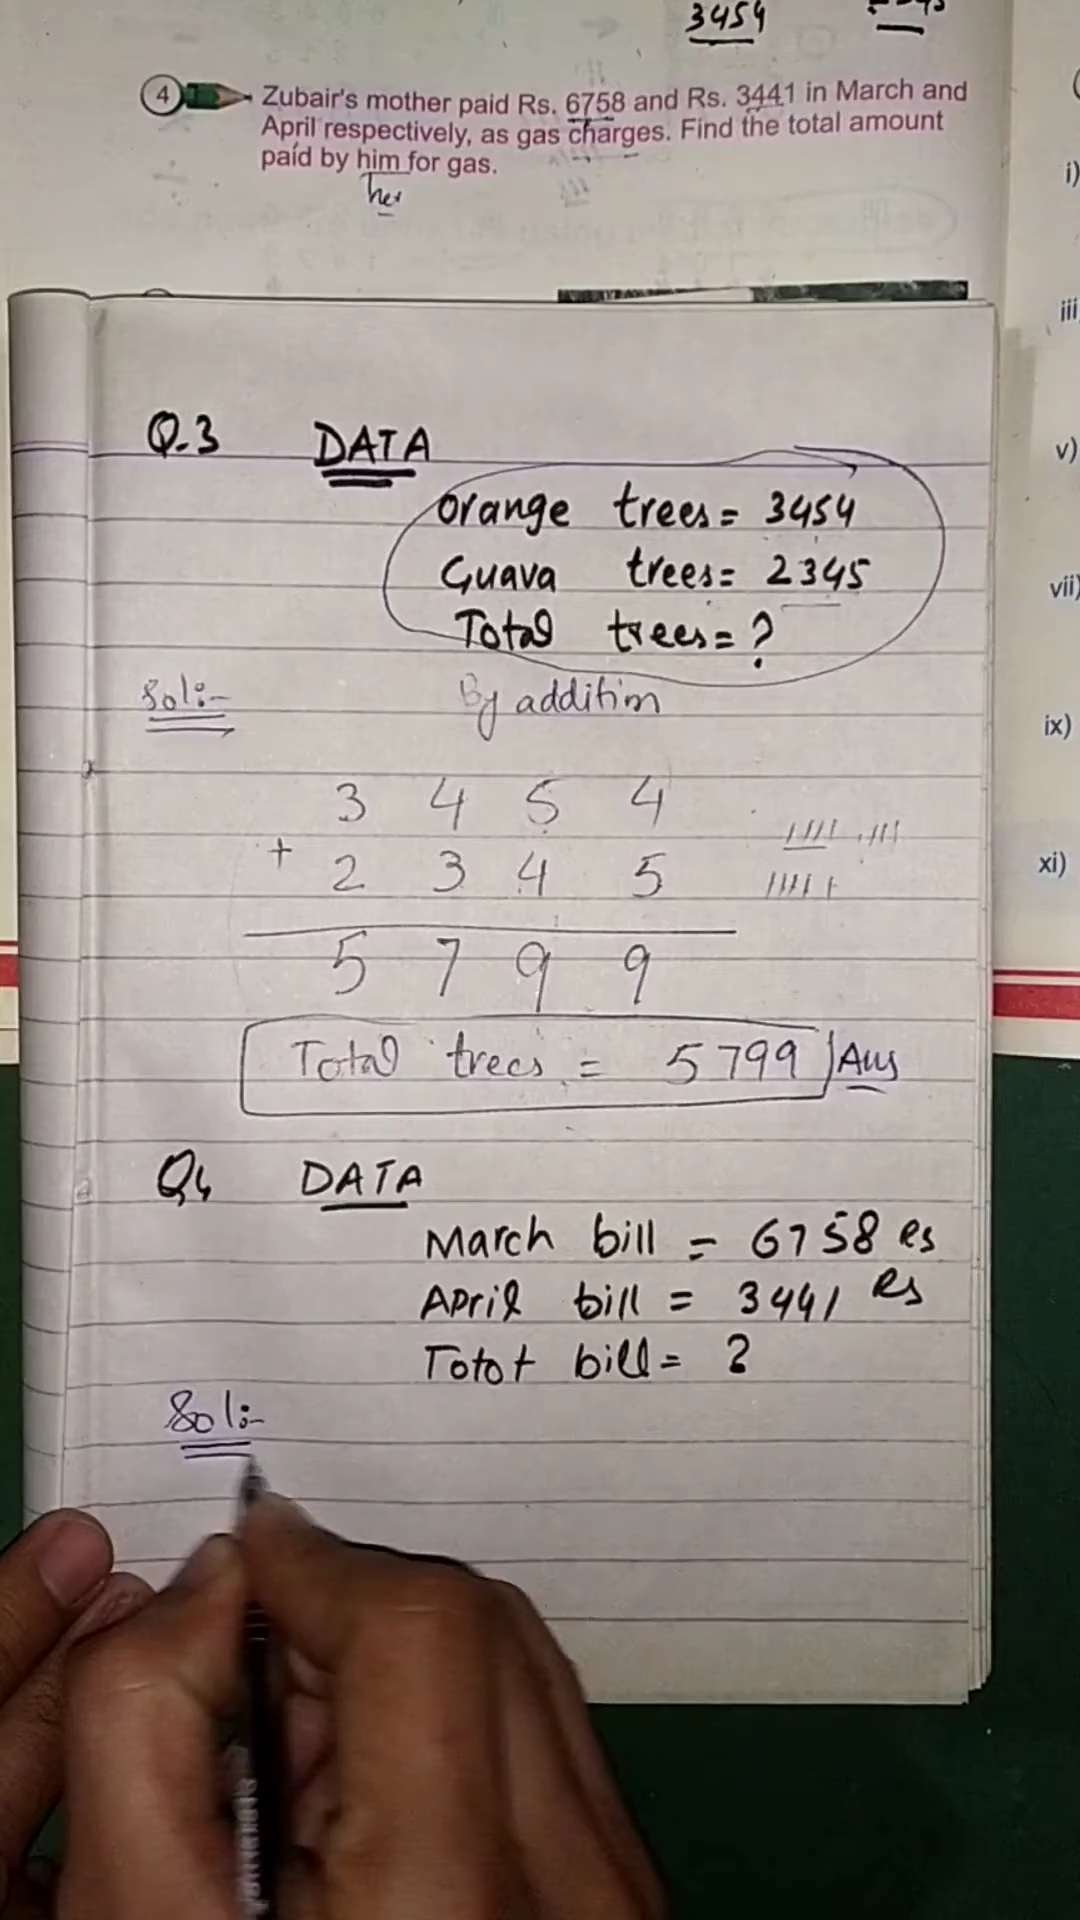 3454
4 Zubair's mother paid Rs. 6758 and Rs. 3441 in March and
April respectively, as gas charges. Find the total amount
paid by him for gas.
her
i)
iii
v)
vii)
ix)
xi)
Q.3 DATA
Orange trees = 3454
Guava trees = 2345
Total trees = ?
Sol:- By addition
3 4 5 4
+ 2 3 4 5
5 7 9 9
Total trees = 5799 Ans
Q4 DATA
March bill = 6758 Rs
April bill = 3441 Rs
Totot bill = ?
Sol:-